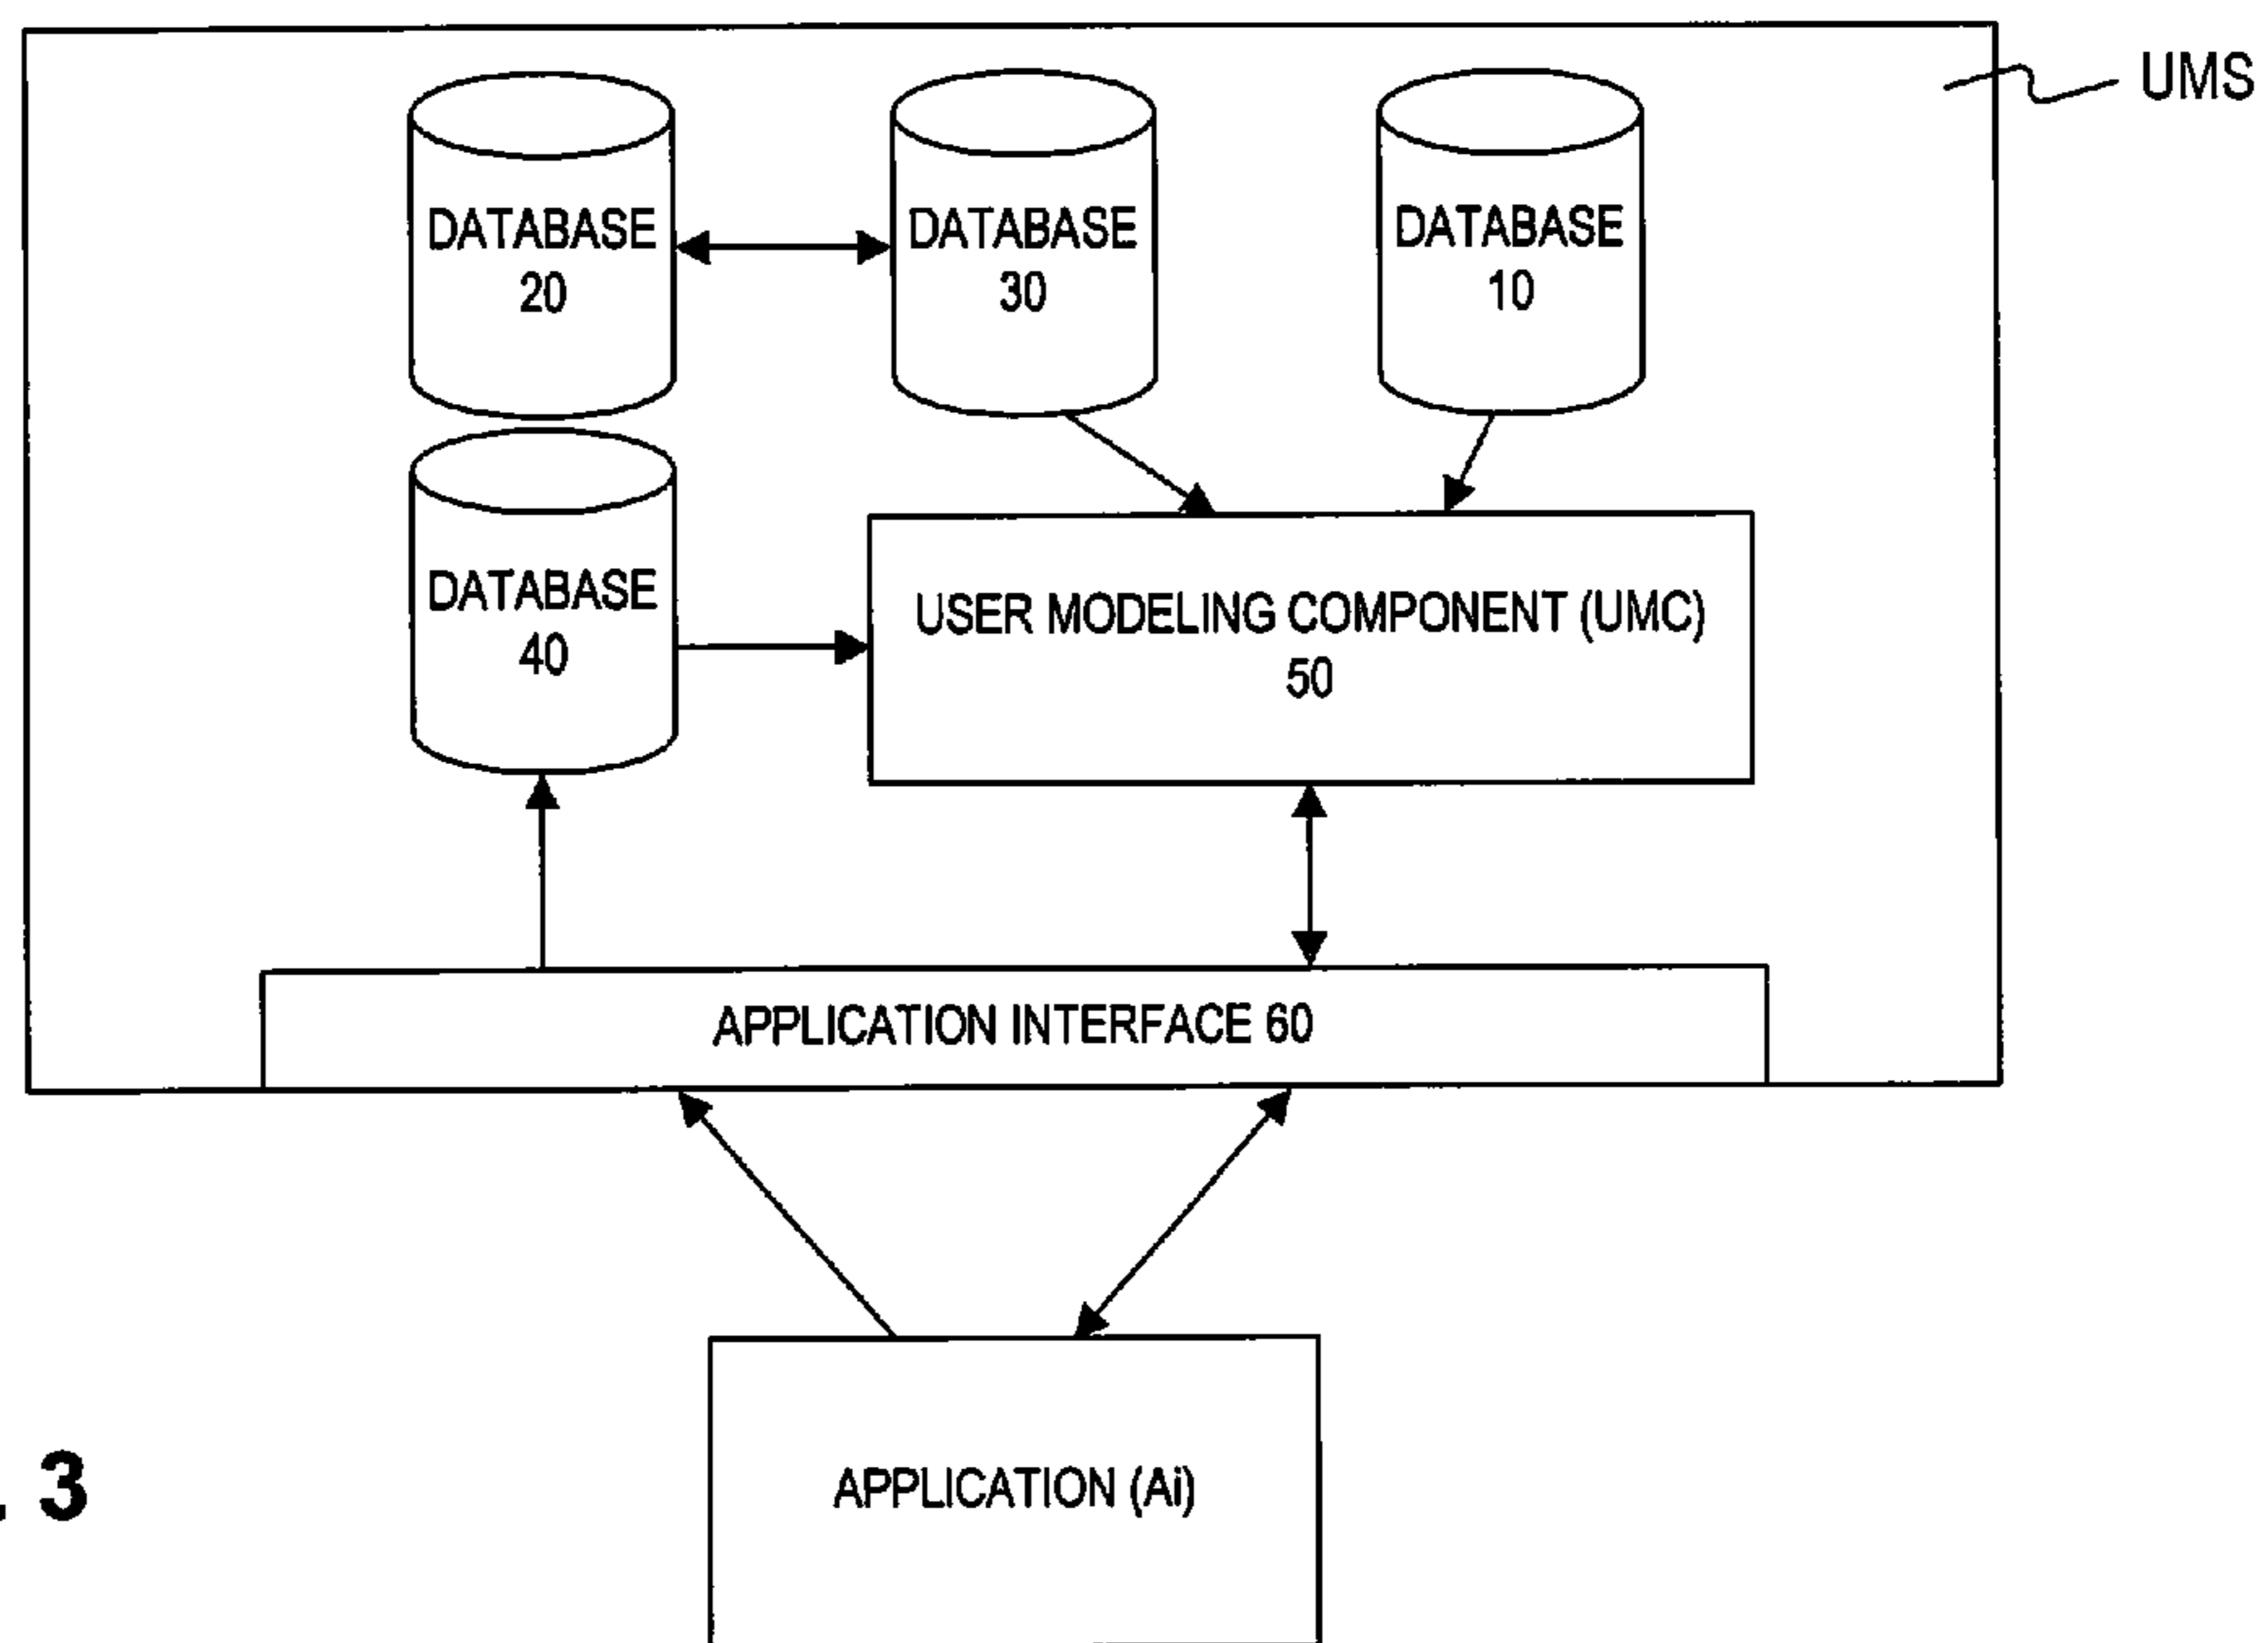 UMS
DATABASE
20
DATABASE
30
DATABASE
10
DATABASE
40
USER MODELING COMPONENT (UMC)
50
APPLICATION INTERFACE 60
APPLICATION (Ai)
. 3